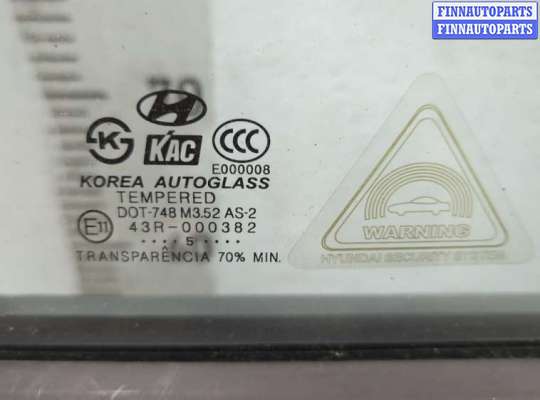 FINNAUTOPARTS
FINNAUTOPARTS
K KAC CCC
E000008
KOREA AUTOGLASS
TEMPERED
DOT-748 M3.52 AS-2
E11 43R-000382
.... 5 ....
TRANSPARÊNCIA 70% MIN.
WARNING
HYUNDAI SECURITY SYSTEM